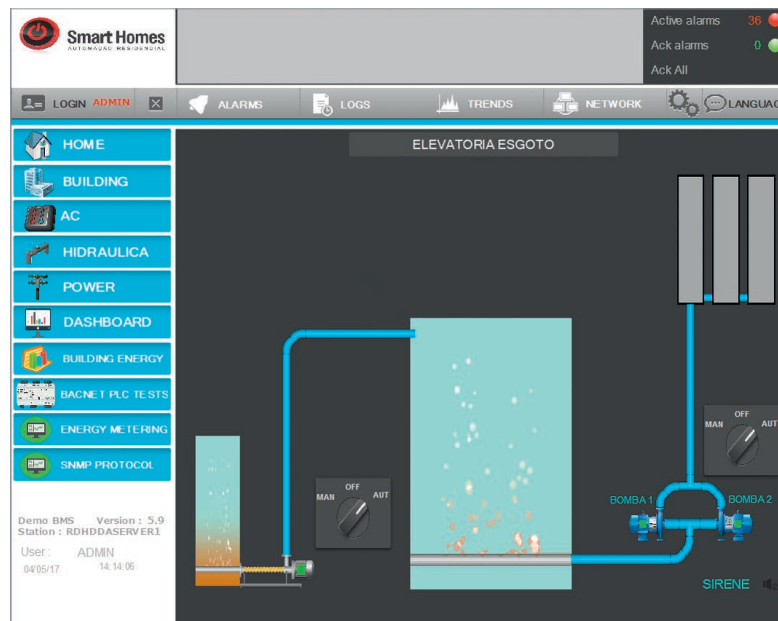 Smart Homes
AUTOMAÇÃO RESIDENCIAL
Active alarms 36
Ack alarms 0
Ack All
LOGIN ADMIN
ALARMS
LOGS
TRENDS
NETWORK
LANGUAG
HOME
BUILDING
AC
HIDRAULICA
POWER
DASHBOARD
BUILDING ENERGY
BACNET PLC TESTS
ENERGY METERING
SNMP PROTOCOL
ELEVATORIA ESGOTO
OFF
MAN
AUT
OFF
MAN
AUT
BOMBA 1
BOMBA 2
SIRENE
Demo BMS Version : 5.9
Station : RDHDDASERVER1
User : ADMIN
04/05/17 14:14:06